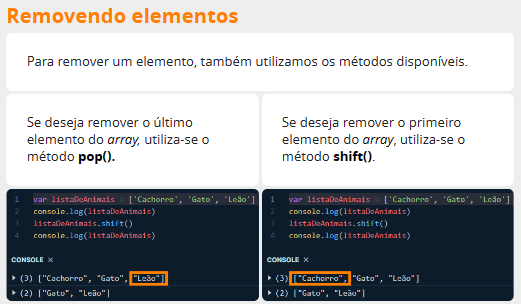 Removendo elementos
Para remover um elemento, também utilizamos os métodos disponíveis.
Se deseja remover o último
elemento do array, utiliza-se o
método pop().
1 var listaDeAnimais = ['Cachorro', 'Gato', 'Leão']
2 console.log(listaDeAnimais)
3 listaDeAnimais.shift()
4 console.log(listaDeAnimais)
CONSOLE ×
▶ (3) ["Cachorro", "Gato", "Leão"]
▶ (2) ["Gato", "Leão"]
Se deseja remover o primeiro
elemento do array, utiliza-se o
método shift().
1 var listaDeAnimais = ['Cachorro', 'Gato', 'Leão']
2 console.log(listaDeAnimais)
3 listaDeAnimais.shift()
4 console.log(listaDeAnimais)
CONSOLE ×
▶ (3) ["Cachorro", "Gato", "Leão"]
▶ (2) ["Gato", "Leão"]